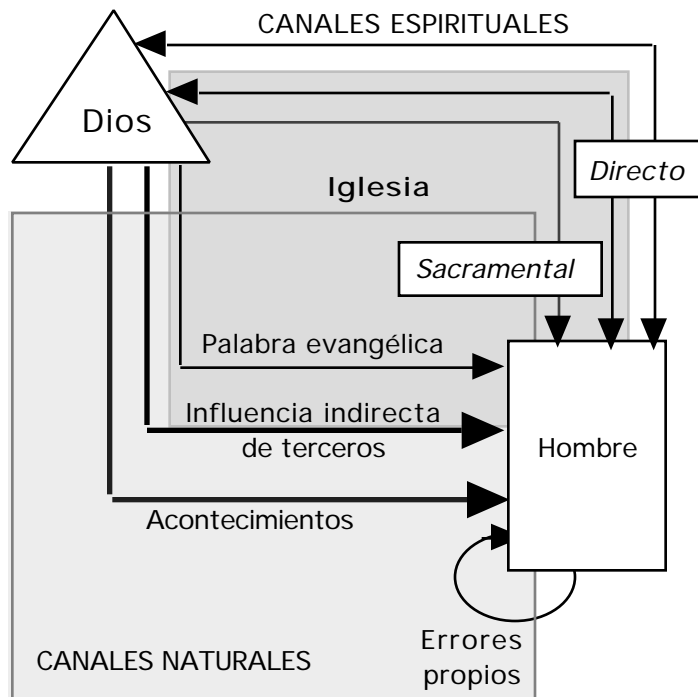 CANALES ESPIRITUALES
Dios
Directo
Iglesia
Sacramental
Palabra evangélica
Influencia indirecta
de terceros
Hombre
Acontecimientos
Errores
propios
CANALES NATURALES